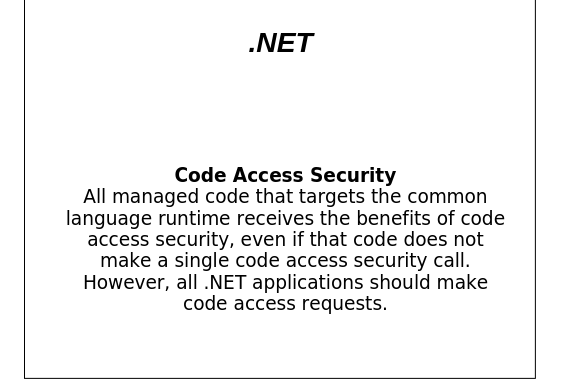 .NET
Code Access Security
All managed code that targets the common
language runtime receives the benefits of code
access security, even if that code does not
make a single code access security call.
However, all .NET applications should make
code access requests.